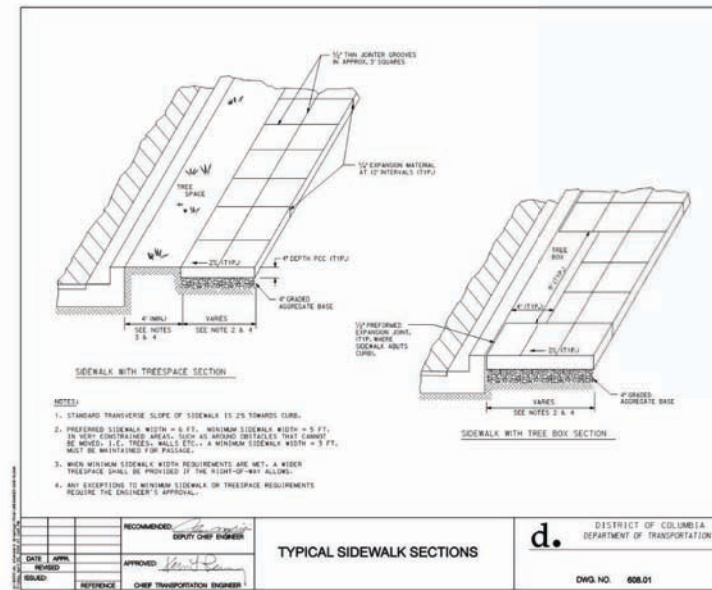 ⅛" THIN JOINTER GROOVES
IN APPROX. 3' SQUARES
EXPANSION MATERIAL
AT 12' INTERVALS (TYP.)
TREE
SPACE
2% (TYP.)
4" DEPTH PCC (TYP.)
4" GRADED
AGGREGATE BASE
4' (MIN.)
SEE NOTES
3 & 4
VARIES
SEE NOTE 2 & 4
SIDEWALK WITH TREESPACE SECTION
TREE
BOX
4' (TYP.)
(TYP.)
½" PREFORMED
EXPANSION JOINT,
(TYP. WHERE
SIDEWALK ABUTS
CURB).
2% (TYP.)
4" GRADED
AGGREGATE BASE
VARIES
SEE NOTES 2 & 4
SIDEWALK WITH TREE BOX SECTION
NOTES:
1. STANDARD TRANSVERSE SLOPE OF SIDEWALK IS 2% TOWARDS CURB.
2. PREFERRED SIDEWALK WIDTH = 6 FT. MINIMUM SIDEWALK WIDTH = 5 FT.
IN VERY CONSTRAINED AREAS, SUCH AS AROUND OBSTACLES THAT CANNOT
BE MOVED, I.E. TREES, WALLS ETC., A MINIMUM SIDEWALK WIDTH = 3 FT.
MUST BE MAINTAINED FOR PASSAGE.
3. WHEN MINIMUM SIDEWALK WIDTH REQUIREMENTS ARE MET, A WIDER
TREESPACE SHALL BE PROVIDED IF THE RIGHT-OF-WAY ALLOWS.
4. ANY EXCEPTIONS TO MINIMUM SIDEWALK OR TREESPACE REQUIREMENTS
REQUIRE THE ENGINEER'S APPROVAL.
DATE APPR.
REVISED
ISSUED:
REFERENCE
RECOMMENDED:
DEPUTY CHIEF ENGINEER
APPROVED:
CHIEF TRANSPORTATION ENGINEER
TYPICAL SIDEWALK SECTIONS
d.
DISTRICT OF COLUMBIA
DEPARTMENT OF TRANSPORTATION
DWG. NO. 608.01